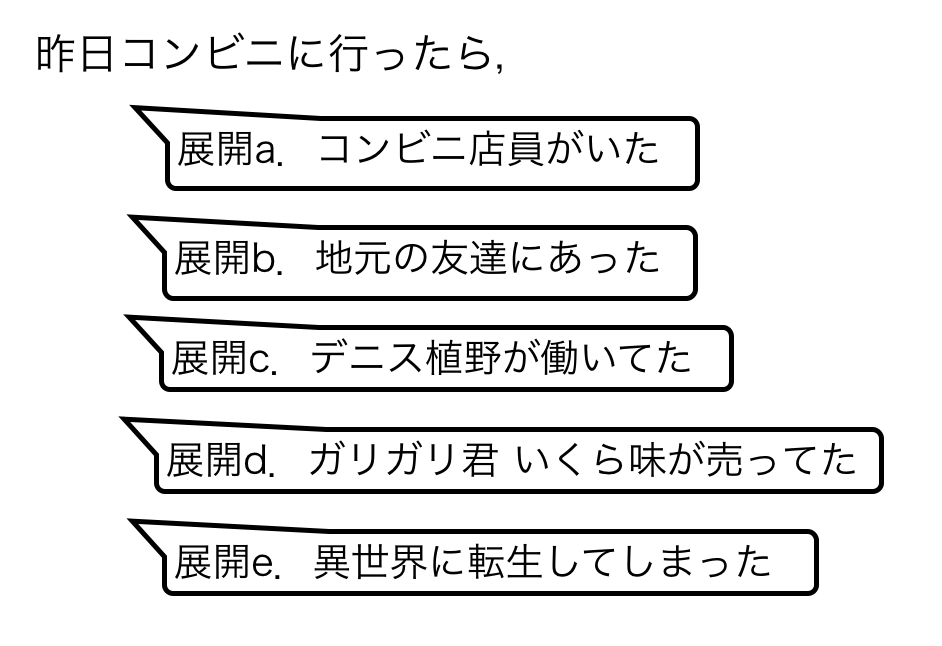 昨日コンビニに行ったら,
展開a. コンビニ店員がいた
展開b. 地元の友達にあった
展開c. デニス植野が働いてた
展開d. ガリガリ君 いくら味が売ってた
展開e. 異世界に転生してしまった